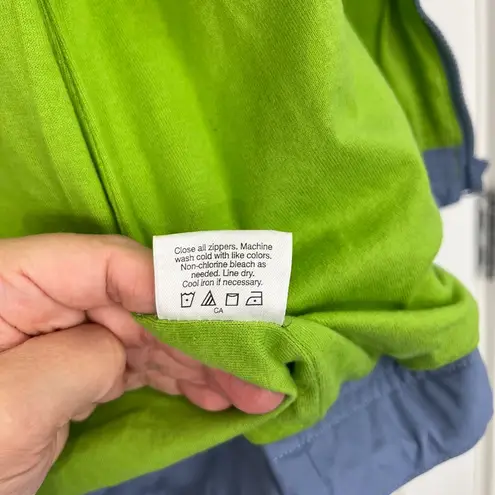 Close all zippers. Machine
wash cold with like colors.
Non-chlorine bleach as
needed. Line dry.
Cool iron if necessary.
CA